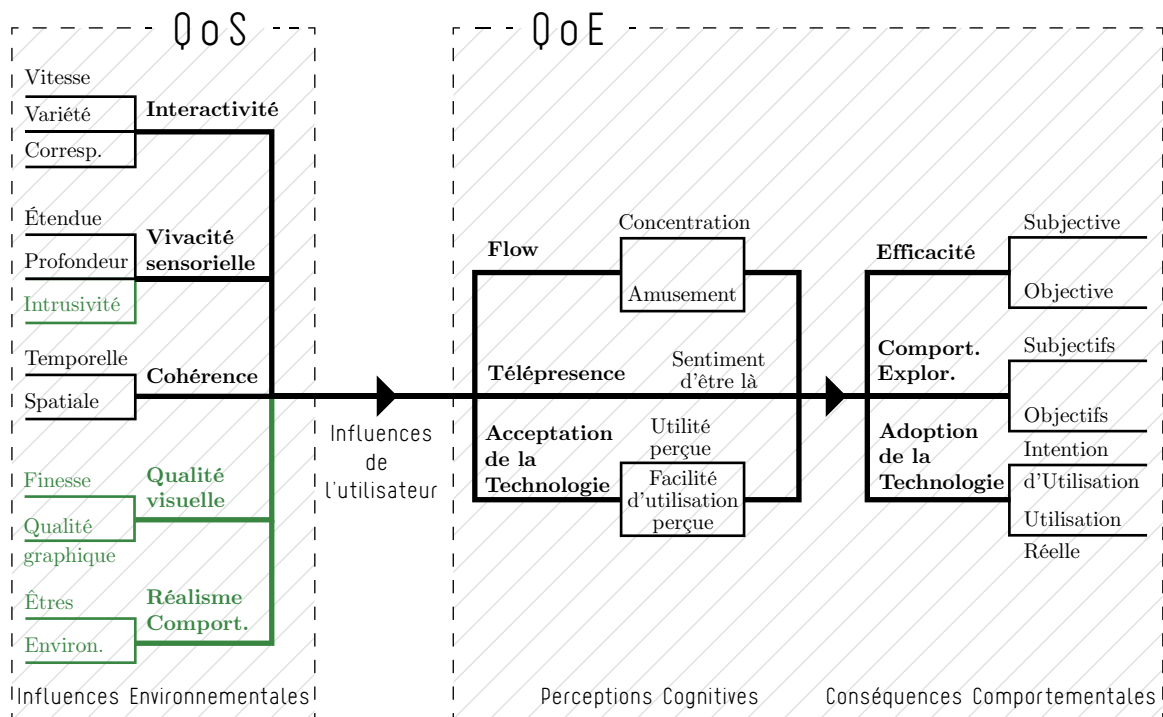 QoS
Vitesse
Variété
Corresp.
Interactivité
Étendue
Profondeur
Intrusivité
Vivacité
sensorielle
Temporelle
Spatiale
Cohérence
Finesse
Qualité
graphique
Qualité
visuelle
Êtres
Environ.
Réalisme
Comport.
Influences Environnementales
Influences
de
l'utilisateur
QoE
Flow
Concentration
Amusement
Télépresence
Sentiment
d'être là
Acceptation
de la
Technologie
Utilité
perçue
Facilité
d'utilisation
perçue
Perceptions Cognitives
Efficacité
Subjective
Objective
Comport.
Explor.
Subjectifs
Objectifs
Adoption
de la
Technologie
Intention
d'Utilisation
Utilisation
Réelle
Conséquences Comportementales